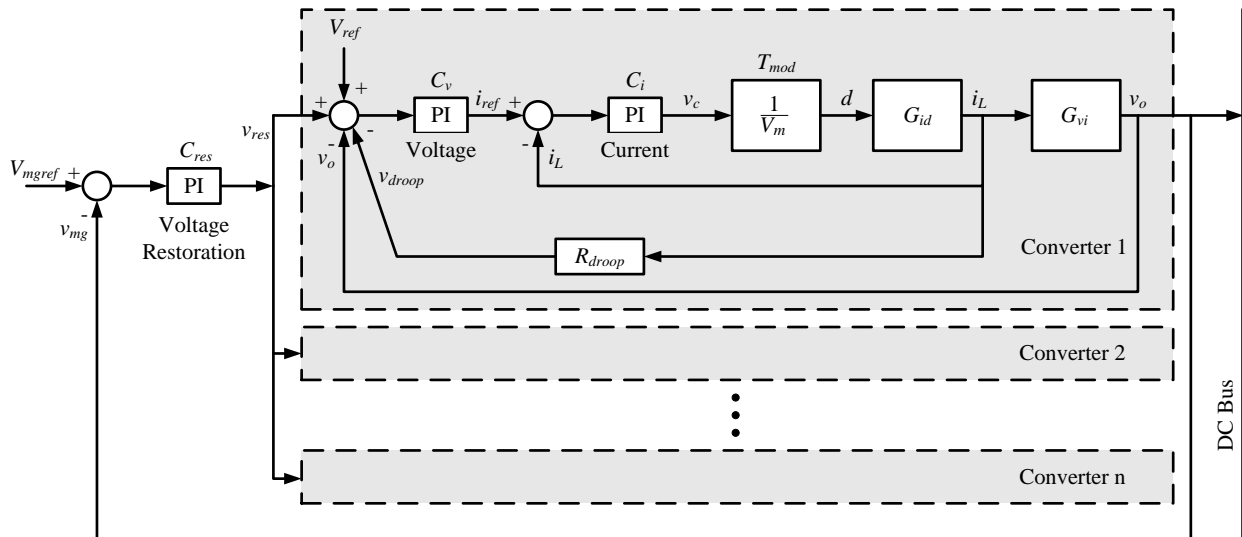 V_ref
T_mod
C_v
C_i
+
+
+
PI
i_ref
PI
v_c
1/V_m
d
G_id
i_L
G_vi
v_o
-
-
v_res
v_o
Voltage
-
i_L
Current
C_res
v_droop
V_mgref
+
PI
-
v_mg
Voltage
Restoration
R_droop
Converter 1
Converter 2
Converter n
DC Bus